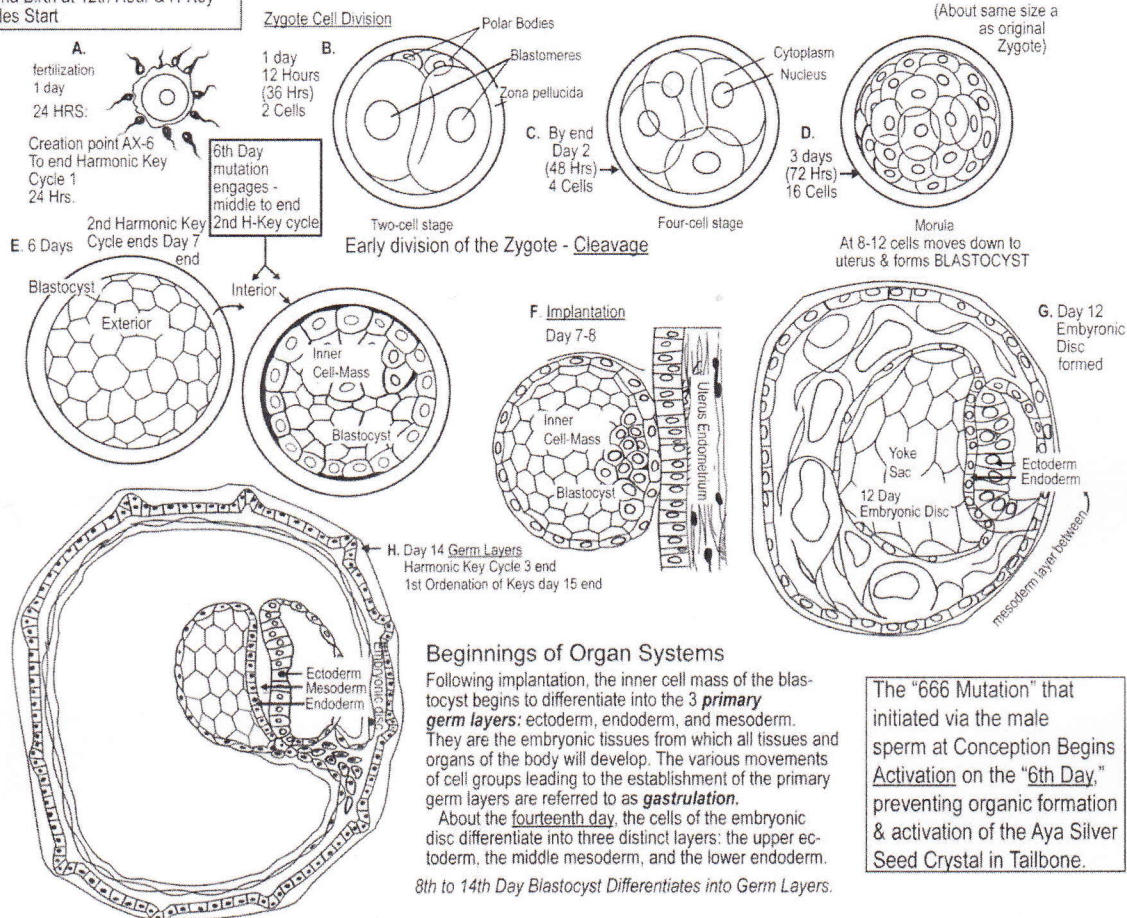 les Start
Zygote Cell Division
(About same size a
as original
Zygote)
A.
fertilization
1 day
24 HRS:
Creation point AX-6
To end Harmonic Key
Cycle 1
24 Hrs.
B.
1 day
12 Hours
(36 Hrs)
2 Cells
Polar Bodies
Blastomeres
Zona pellucida
Two-cell stage
C. By end
Day 2
(48 Hrs)
4 Cells
Cytoplasm
Nucleus
Four-cell stage
D.
3 days
(72 Hrs)
16 Cells
Morula
At 8-12 cells moves down to
uterus & forms BLASTOCYST
6th Day
mutation
engages -
middle to end
2nd H-Key cycle
Early division of the Zygote - Cleavage
E. 6 Days
2nd Harmonic Key
Cycle ends Day 7
end
Blastocyst
Exterior
Interior
Inner
Cell-Mass
Blastocyst
F. Implantation
Day 7-8
Inner
Cell-Mass
Blastocyst
Uterus Endometrium
G. Day 12
Embyronic
Disc
formed
Yoke
Sac
12 Day
Embryonic Disc
Ectoderm
Endoderm
mesoderm layer between
H. Day 14 Germ Layers
Harmonic Key Cycle 3 end
1st Ordenation of Keys day 15 end
Ectoderm
Mesoderm
Endoderm
Embryonic disc
Beginnings of Organ Systems
Following implantation, the inner cell mass of the blas-
tocyst begins to differentiate into the 3 primary
germ layers: ectoderm, endoderm, and mesoderm.
They are the embryonic tissues from which all tissues and
organs of the body will develop. The various movements
of cell groups leading to the establishment of the primary
germ layers are referred to as gastrulation.
About the fourteenth day, the cells of the embryonic
disc differentiate into three distinct layers: the upper ec-
toderm, the middle mesoderm, and the lower endoderm.
8th to 14th Day Blastocyst Differentiates into Germ Layers.
The "666 Mutation" that
initiated via the male
sperm at Conception Begins
Activation on the "6th Day,"
preventing organic formation
& activation of the Aya Silver
Seed Crystal in Tailbone.